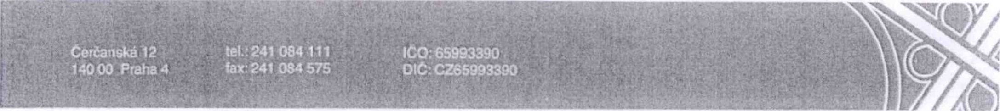 Čerčanská 12
140 00 Praha 4
tel.: 241 084 111
fax: 241 084 575
IČO: 65993390
DIČ: CZ65993390